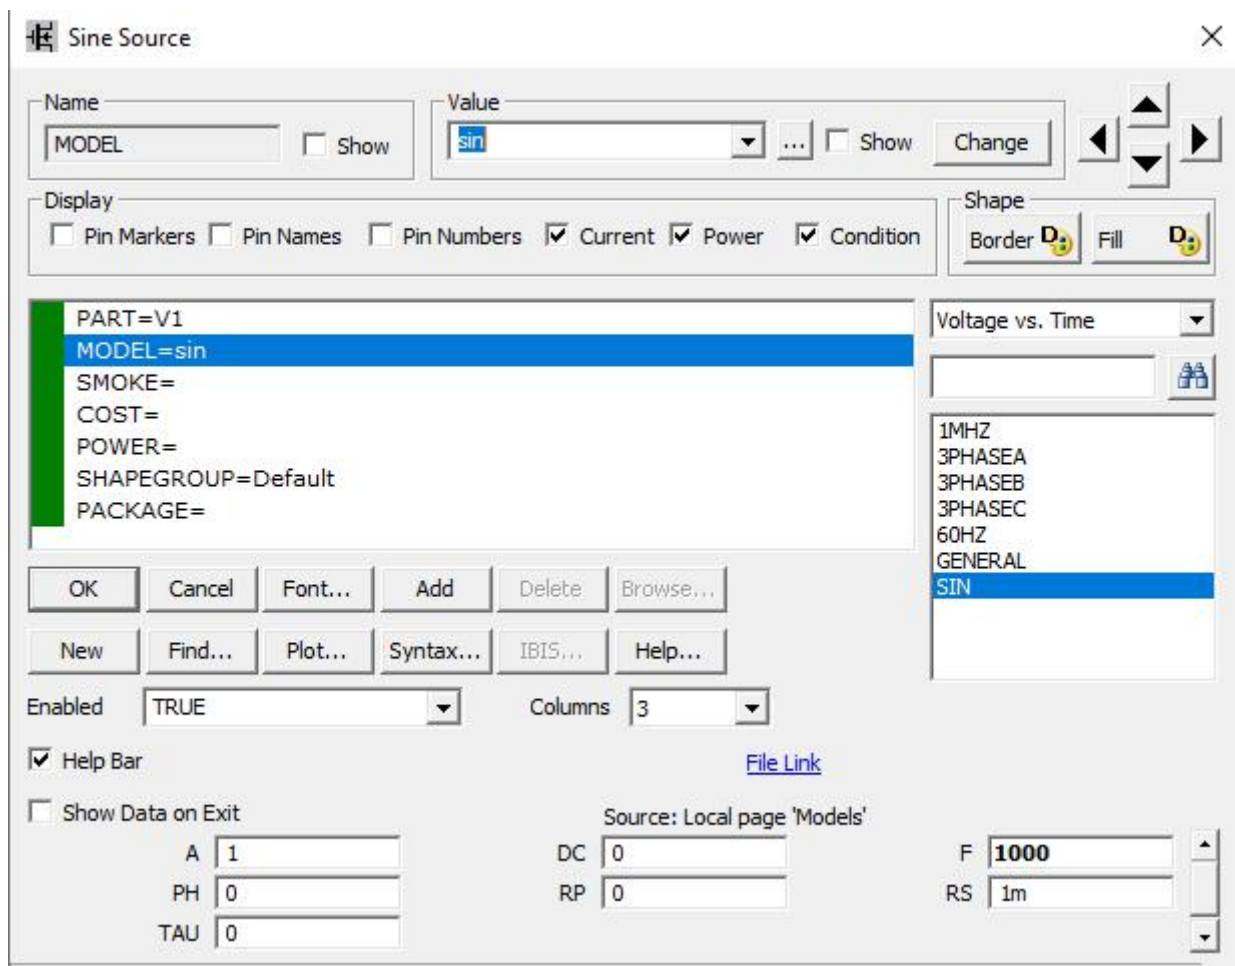 Sine Source
Name
MODEL
Show
Value
sin
...
Show
Change
Display
Pin Markers
Pin Names
Pin Numbers
Current
Power
Condition
Shape
Border D
Fill D
PART=V1
MODEL=sin
SMOKE=
COST=
POWER=
SHAPEGROUP=Default
PACKAGE=
Voltage vs. Time
1MHZ
3PHASEA
3PHASEB
3PHASEC
60HZ
GENERAL
SIN
OK
Cancel
Font...
Add
Delete
Browse...
New
Find...
Plot...
Syntax...
IBIS...
Help...
Enabled
TRUE
Columns
3
Help Bar
File Link
Show Data on Exit
Source: Local page 'Models'
A 1
DC 0
F 1000
PH 0
RP 0
RS 1m
TAU 0